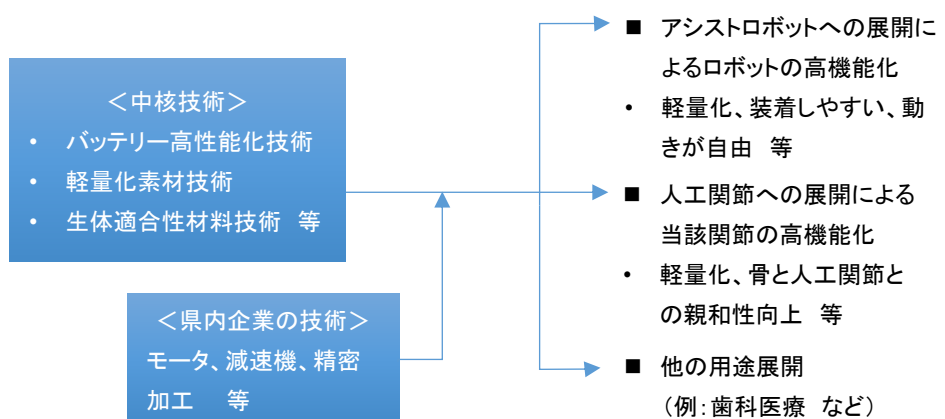 ＜中核技術＞
• バッテリー高性能化技術
• 軽量化素材技術
• 生体適合性材料技術　等
＜県内企業の技術＞
モータ、減速機、精密
加工　等
■ アシストロボットへの展開に
よるロボットの高機能化
• 軽量化、装着しやすい、動
きが自由　等
■ 人工関節への展開による
当該関節の高機能化
• 軽量化、骨と人工関節と
の親和性向上　等
■ 他の用途展開
（例：歯科医療　など）